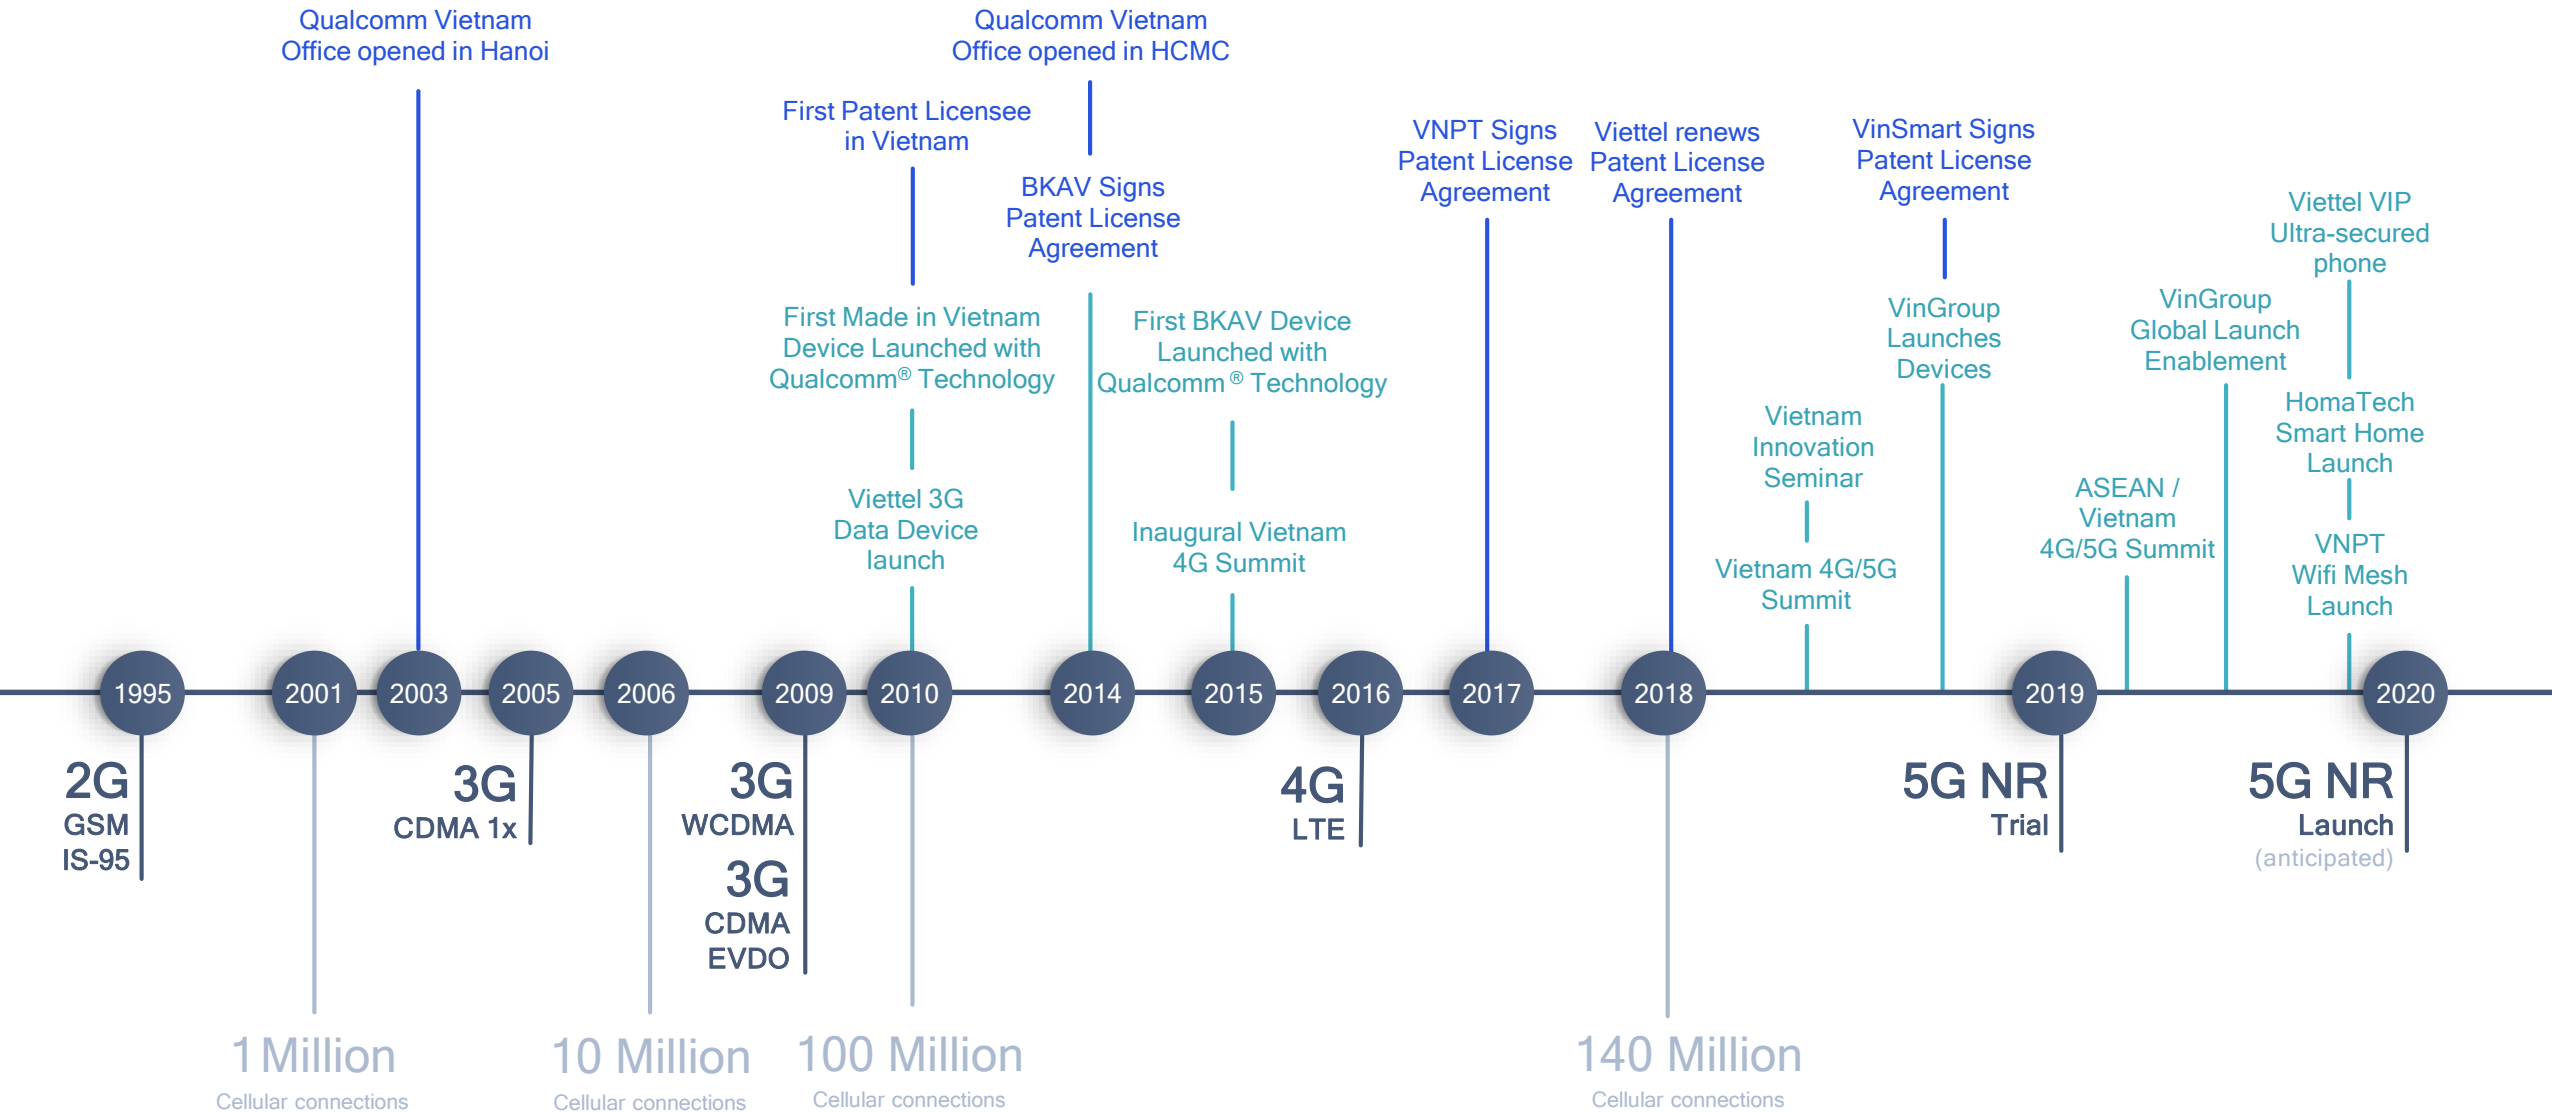 Qualcomm Vietnam
Office opened in Hanoi
Qualcomm Vietnam
Office opened in HCMC
First Patent Licensee
in Vietnam
BKAV Signs
Patent License
Agreement
VNPT Signs
Patent License
Agreement
Viettel renews
Patent License
Agreement
VinSmart Signs
Patent License
Agreement
Viettel VIP
Ultra-secured
phone
First Made in Vietnam
Device Launched with
Qualcomm® Technology
First BKAV Device
Launched with
Qualcomm ® Technology
VinGroup
Launches
Devices
VinGroup
Global Launch
Enablement
HomaTech
Smart Home
Launch
Vietnam
Innovation
Seminar
Viettel 3G
Data Device
launch
Inaugural Vietnam
4G Summit
Vietnam 4G/5G
Summit
ASEAN /
Vietnam
4G/5G Summit
VNPT
Wifi Mesh
Launch
1995
2001
2003
2005
2006
2009
2010
2014
2015
2016
2017
2018
2019
2020
2G
GSM
IS-95
3G
CDMA 1x
3G
WCDMA
3G
CDMA
EVDO
4G
LTE
5G NR
Trial
5G NR
Launch
(anticipated)
1 Million
Cellular connections
10 Million
Cellular connections
100 Million
Cellular connections
140 Million
Cellular connections